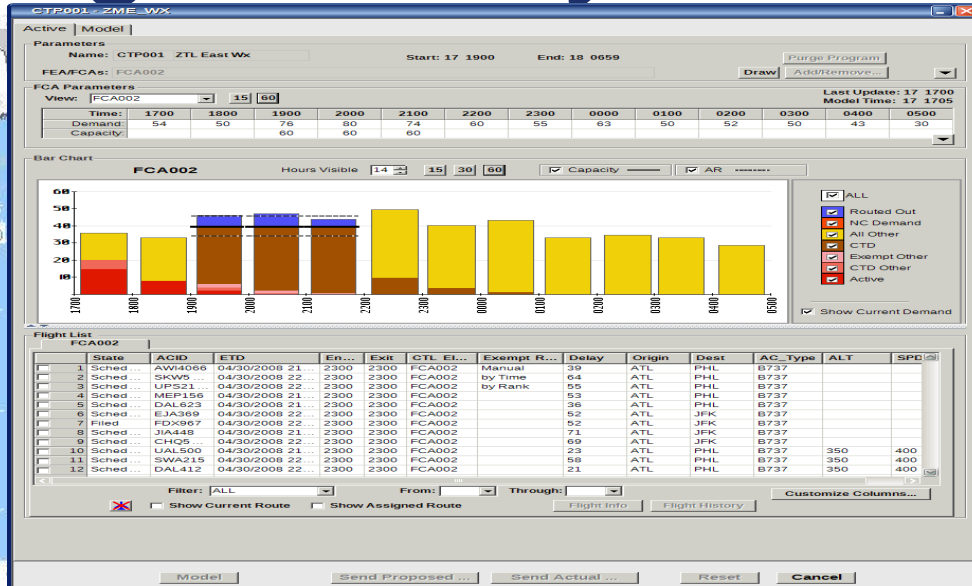 CTP001 - ZME_WX
Active Model
Parameters
Name: CTP001 ZTL East Wx Start: 17 1900 End: 18 0659 Purge Program
FEA/FCAs: FCA002 Draw Add/Remove...
FCA Parameters
View: FCA002 15 60 Last Update: 17 1700
Model Time: 17 1705
Time: 1700 1800 1900 2000 2100 2200 2300 0000 0100 0200 0300 0400 0500
Demand: 54 50 76 80 74 60 55 63 50 52 50 43 30
Capacity: 60 60 60
Bar Chart
FCA002 Hours Visible 14 15 30 60 Capacity AR
60
50
40
30
20
10
1700 1800 1900 2000 2100 2200 2300 0000 0100 0200 0300 0400 0500
ALL
Routed Out
NC Demand
All Other
CTD
Exempt Other
CTD Other
Active
Show Current Demand
Flight List
FCA002
State ACID ETD En... Exit CTL El... Exempt R... Delay Origin Dest AC_Type ALT SPD
1 Sched... AWI4066 04/30/2008 21... 2300 2300 FCA002 Manual 39 ATL PHL B737
2 Sched... SKW5... 04/30/2008 22... 2300 2300 FCA002 by Time 64 ATL PHL B737
3 Sched... UPS21... 04/30/2008 22... 2300 2300 FCA002 by Rank 53 ATL PHL B737
4 Sched... MEP156 04/30/2008 21... 2300 2300 FCA002 53 ATL PHL B737
5 Sched... DAL623 04/30/2008 21... 2300 2300 FCA002 36 ATL PHL B737
6 Sched... EJA369 04/30/2008 22... 2300 2300 FCA002 52 ATL JFK B737
7 Filed FDX967 04/30/2008 22... 2300 2300 FCA002 52 ATL JFK B737
8 Sched... JIA448 04/30/2008 21... 2300 2300 FCA002 71 ATL JFK B737
9 Sched... CHQ5... 04/30/2008 22... 2300 2300 FCA002 69 ATL JFK B737
10 Sched... UAL500 04/30/2008 21... 2300 2300 FCA002 23 ATL PHL B737 350 400
11 Sched... SWA215 04/30/2008 22... 2300 2300 FCA002 58 ATL PHL B737 350 400
12 Sched... DAL412 04/30/2008 22... 2300 2300 FCA002 21 ATL PHL B737 350 400
Filter: ALL From: Through: Customize Columns...
Show Current Route Show Assigned Route Flight Info Flight History
Model Send Proposed ... Send Actual ... Reset Cancel